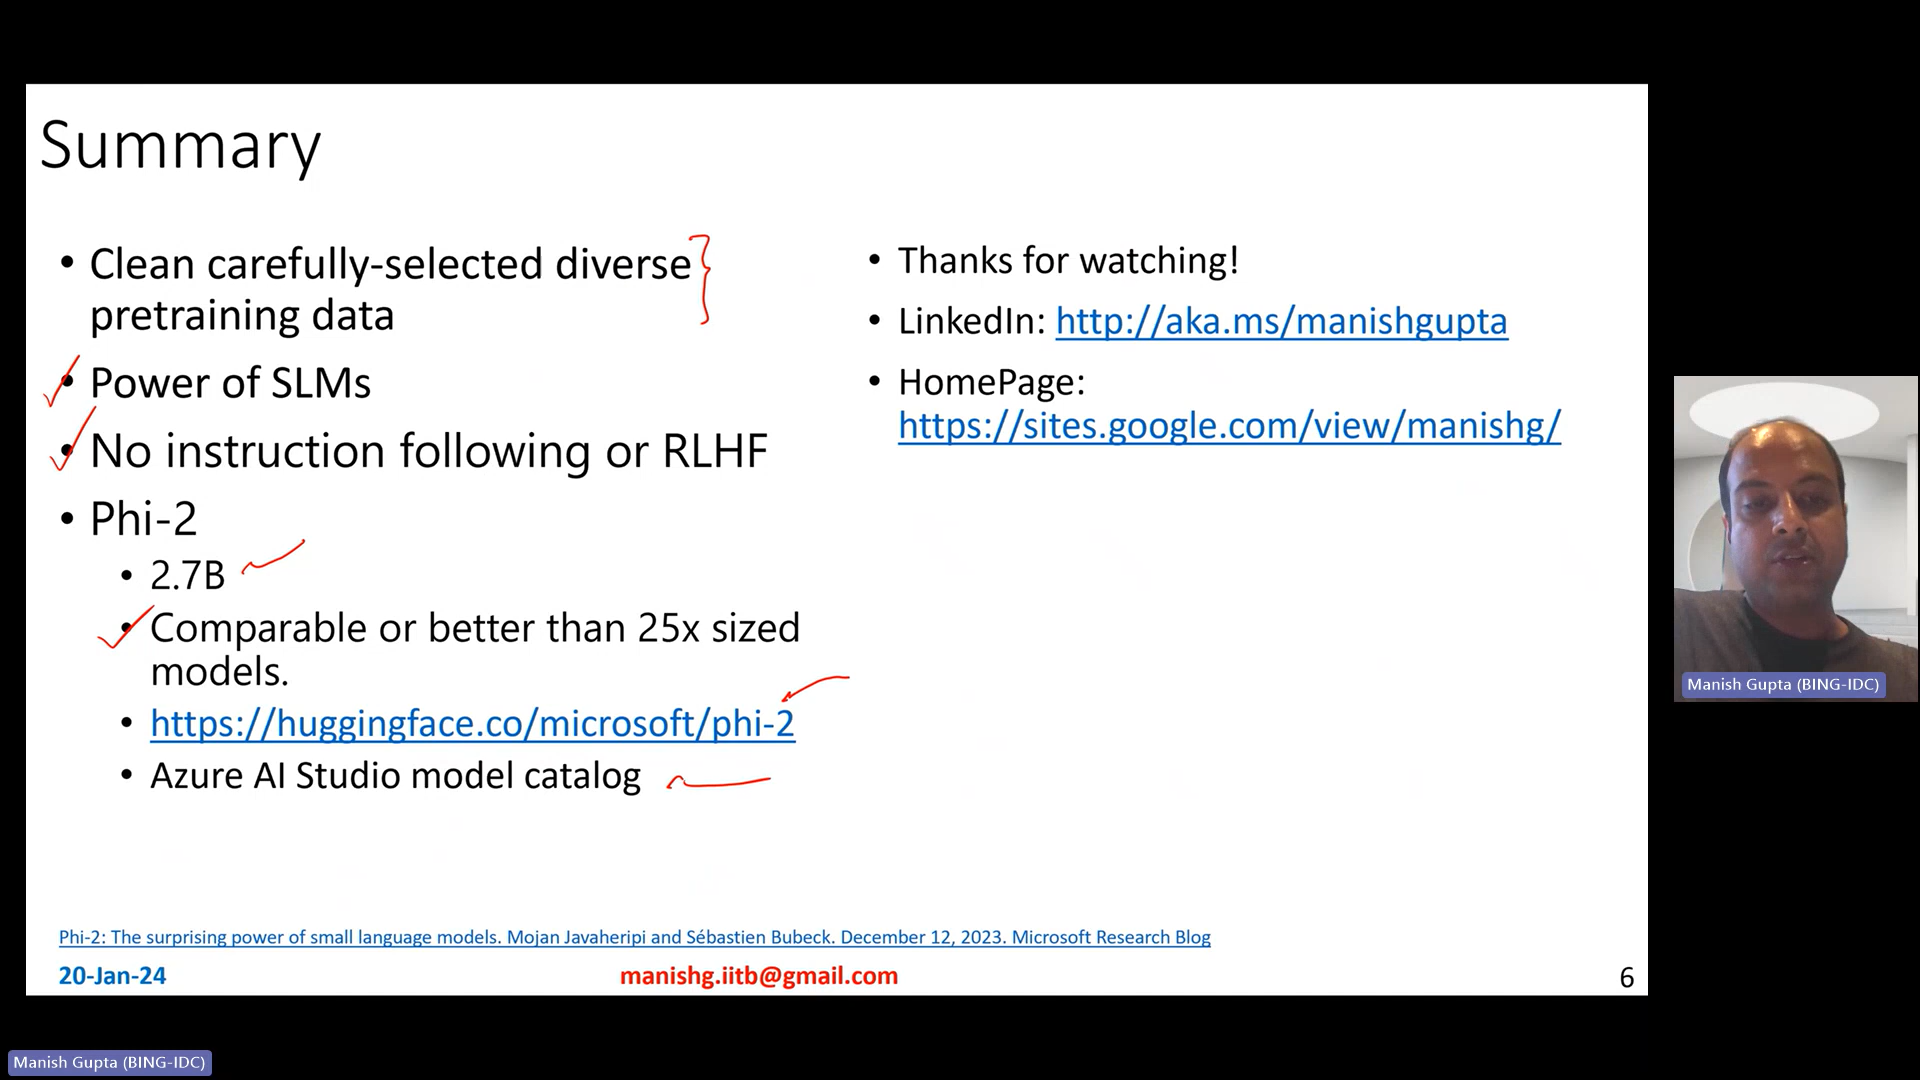 Summary
• Clean carefully-selected diverse
pretraining data
• Power of SLMs
• No instruction following or RLHF
• Phi-2
• 2.7B
• Comparable or better than 25x sized
models.
• https://huggingface.co/microsoft/phi-2
• Azure AI Studio model catalog
• Thanks for watching!
• LinkedIn: http://aka.ms/manishgupta
• HomePage:
https://sites.google.com/view/manishg/
Phi-2: The surprising power of small language models. Mojan Javaheripi and Sébastien Bubeck. December 12, 2023. Microsoft Research Blog
20-Jan-24
manishg.iitb@gmail.com
6
Manish Gupta (BING-IDC)
Manish Gupta (BING-IDC)